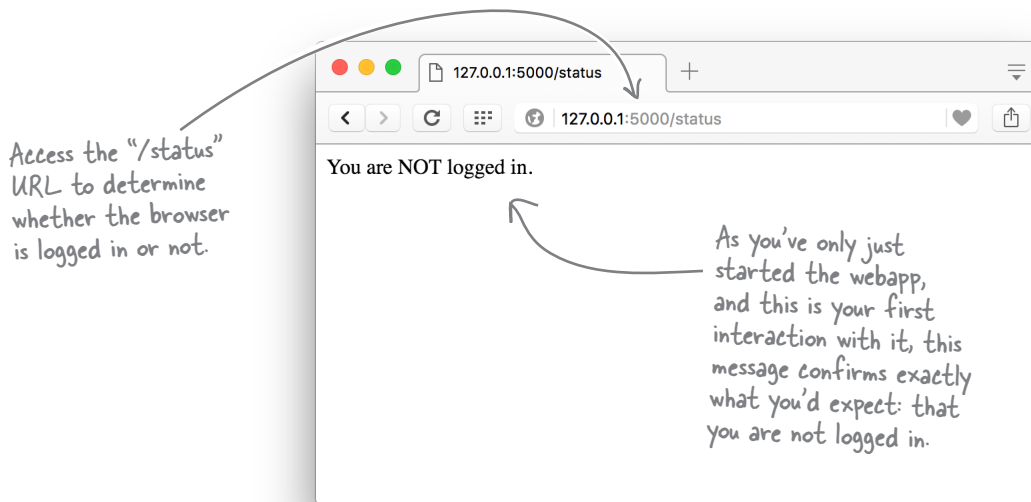 127.0.0.1:5000/status
127.0.0.1:5000/status
Access the “/status”
URL to determine
whether the browser
is logged in or not.
You are NOT logged in.
As you’ve only just
started the webapp,
and this is your first
interaction with it, this
message confirms exactly
what you’d expect: that
you are not logged in.